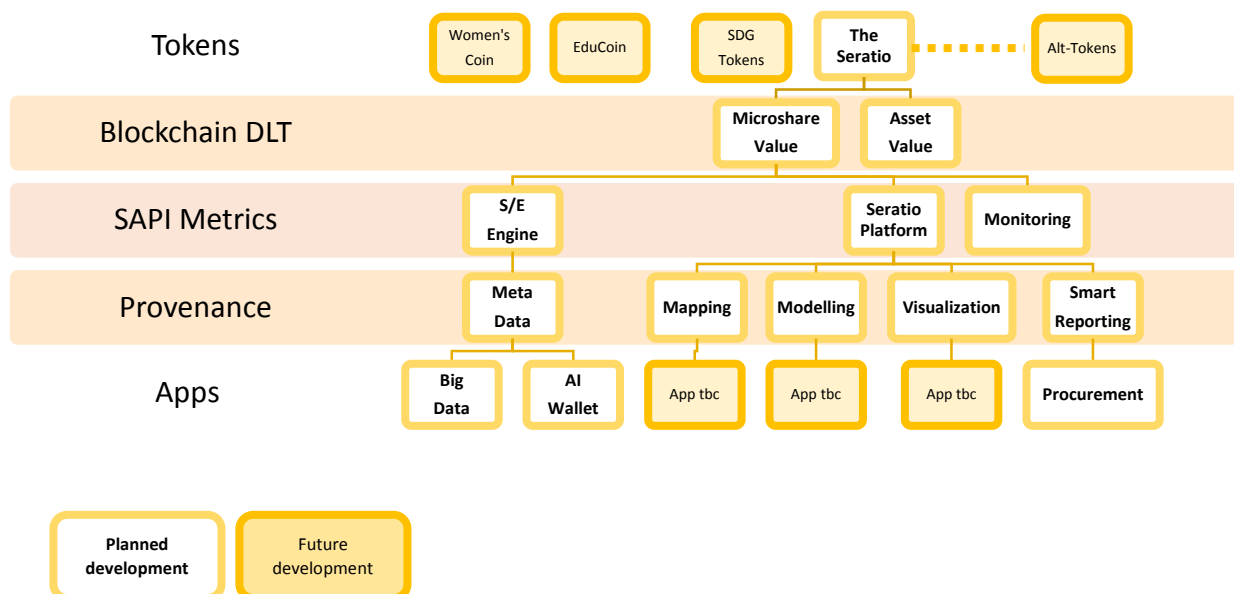 Tokens
Women's
Coin
EduCoin
SDG
Tokens
The
Seratio
Alt-Tokens
Blockchain DLT
Microshare
Value
Asset
Value
SAPI Metrics
S/E
Engine
Seratio
Platform
Monitoring
Provenance
Meta
Data
Mapping
Modelling
Visualization
Smart
Reporting
Apps
Big
Data
AI
Wallet
App tbc
App tbc
App tbc
Procurement
Planned
development
Future
development